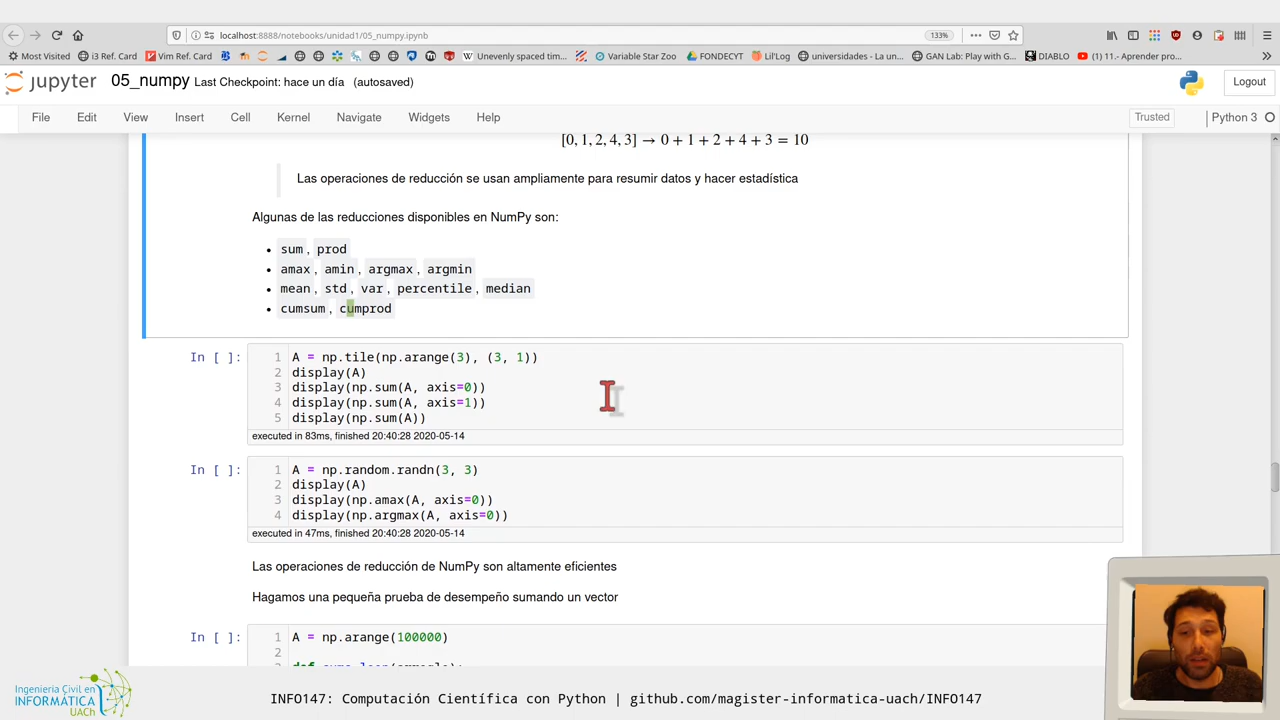 localhost:8888/notebooks/unidad1/05_numpy.ipynb
133%
Most Visited i3 Ref. Card Vim Ref. Card Unevenly spaced tim... Variable Star Zoo FONDECYT Lil'Log universidades - La un... GAN Lab: Play with G... DIABLO (1) 11.- Aprender pro...
jupyter 05_numpy Last Checkpoint: hace un día (autosaved) Logout
File Edit View Insert Cell Kernel Navigate Widgets Help Trusted Python 3
[0, 1, 2, 4, 3] → 0 + 1 + 2 + 4 + 3 = 10
Las operaciones de reducción se usan ampliamente para resumir datos y hacer estadística
Algunas de las reducciones disponibles en NumPy son:
• sum , prod
• amax , amin , argmax , argmin
• mean , std , var , percentile , median
• cumsum , cumprod
In [ ]: 1 A = np.tile(np.arange(3), (3, 1))
2 display(A)
3 display(np.sum(A, axis=0))
4 display(np.sum(A, axis=1))
5 display(np.sum(A))
executed in 83ms, finished 20:40:28 2020-05-14
In [ ]: 1 A = np.random.randn(3, 3)
2 display(A)
3 display(np.amax(A, axis=0))
4 display(np.argmax(A, axis=0))
executed in 47ms, finished 20:40:28 2020-05-14
Las operaciones de reducción de NumPy son altamente eficientes
Hagamos una pequeña prueba de desempeño sumando un vector
In [ ]: 1 A = np.arange(100000)
2
Ingeniería Civil en
INFORMÁTICA
UACh
INFO147: Computación Científica con Python | github.com/magister-informatica-uach/INFO147